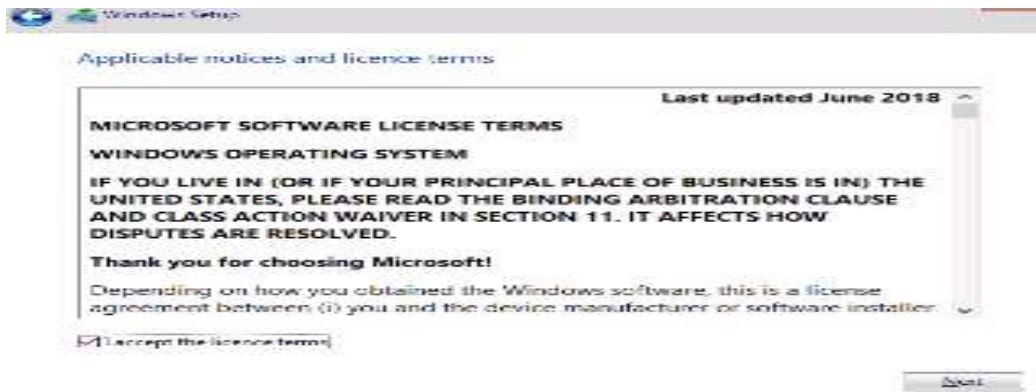 Windows Setup
Applicable notices and licence terms
Last updated June 2018
MICROSOFT SOFTWARE LICENSE TERMS
WINDOWS OPERATING SYSTEM
IF YOU LIVE IN (OR IF YOUR PRINCIPAL PLACE OF BUSINESS IS IN) THE
UNITED STATES, PLEASE READ THE BINDING ARBITRATION CLAUSE
AND CLASS ACTION WAIVER IN SECTION 11. IT AFFECTS HOW
DISPUTES ARE RESOLVED.
Thank you for choosing Microsoft!
Depending on how you obtained the Windows software, this is a license
agreement between (i) you and the device manufacturer or software installer
I accept the licence terms
Next